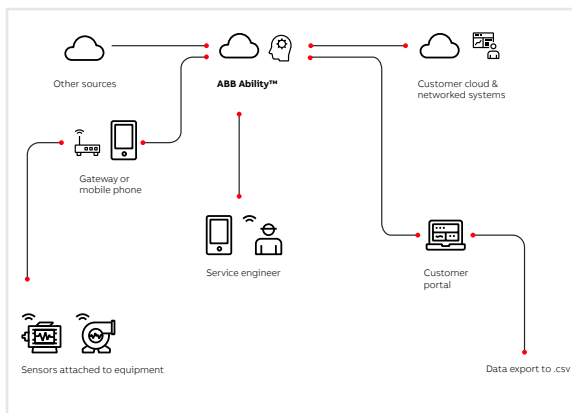 Other sources
ABB Ability™
Customer cloud &
networked systems
Gateway or
mobile phone
Service engineer
Customer
portal
Sensors attached to equipment
Data export to .csv